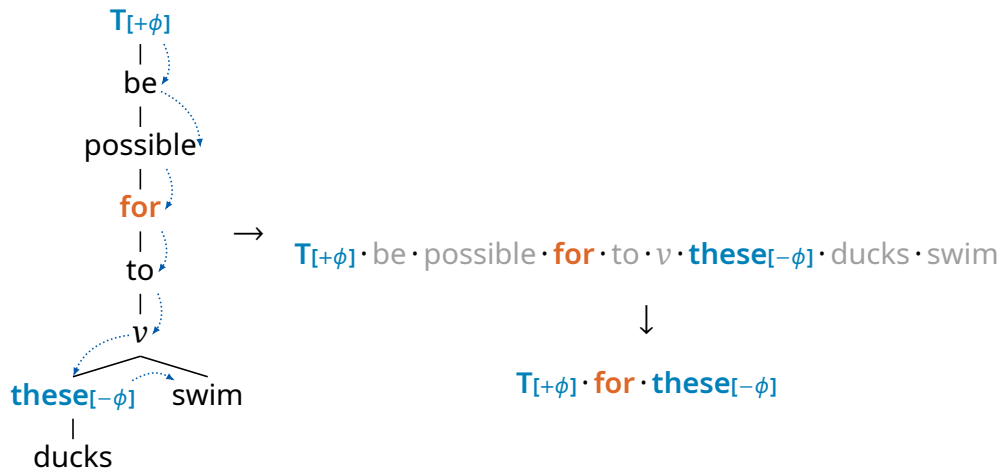 T[+ϕ]
be
possible
for
to
v
these[−ϕ] swim
ducks
→
T[+ϕ] · be · possible · for · to · v · these[−ϕ] · ducks · swim
↓
T[+ϕ] · for · these[−ϕ]